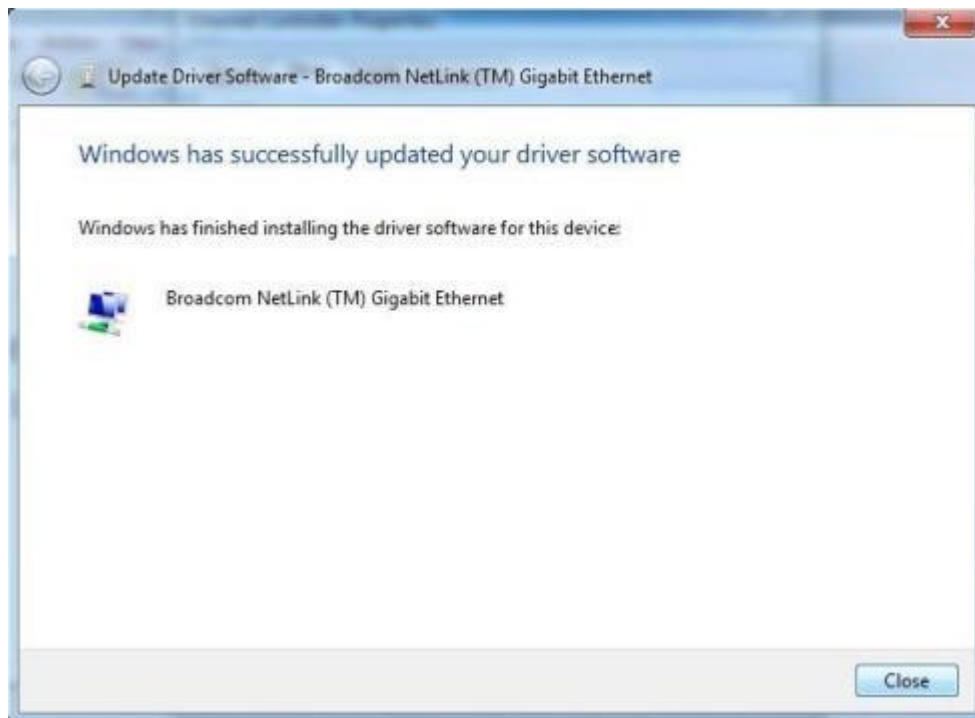 Update Driver Software - Broadcom NetLink (TM) Gigabit Ethernet
Windows has successfully updated your driver software
Windows has finished installing the driver software for this device:
Broadcom NetLink (TM) Gigabit Ethernet
Close